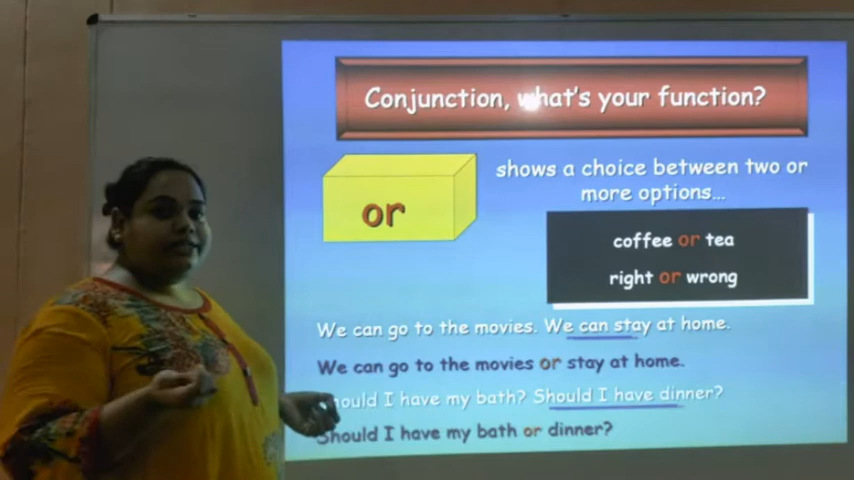 Conjunction, what's your function?
or
shows a choice between two or
more options...
coffee or tea
right or wrong
We can go to the movies. We can stay at home.
We can go to the movies or stay at home.
Should I have my bath? Should I have dinner?
Should I have my bath or dinner?